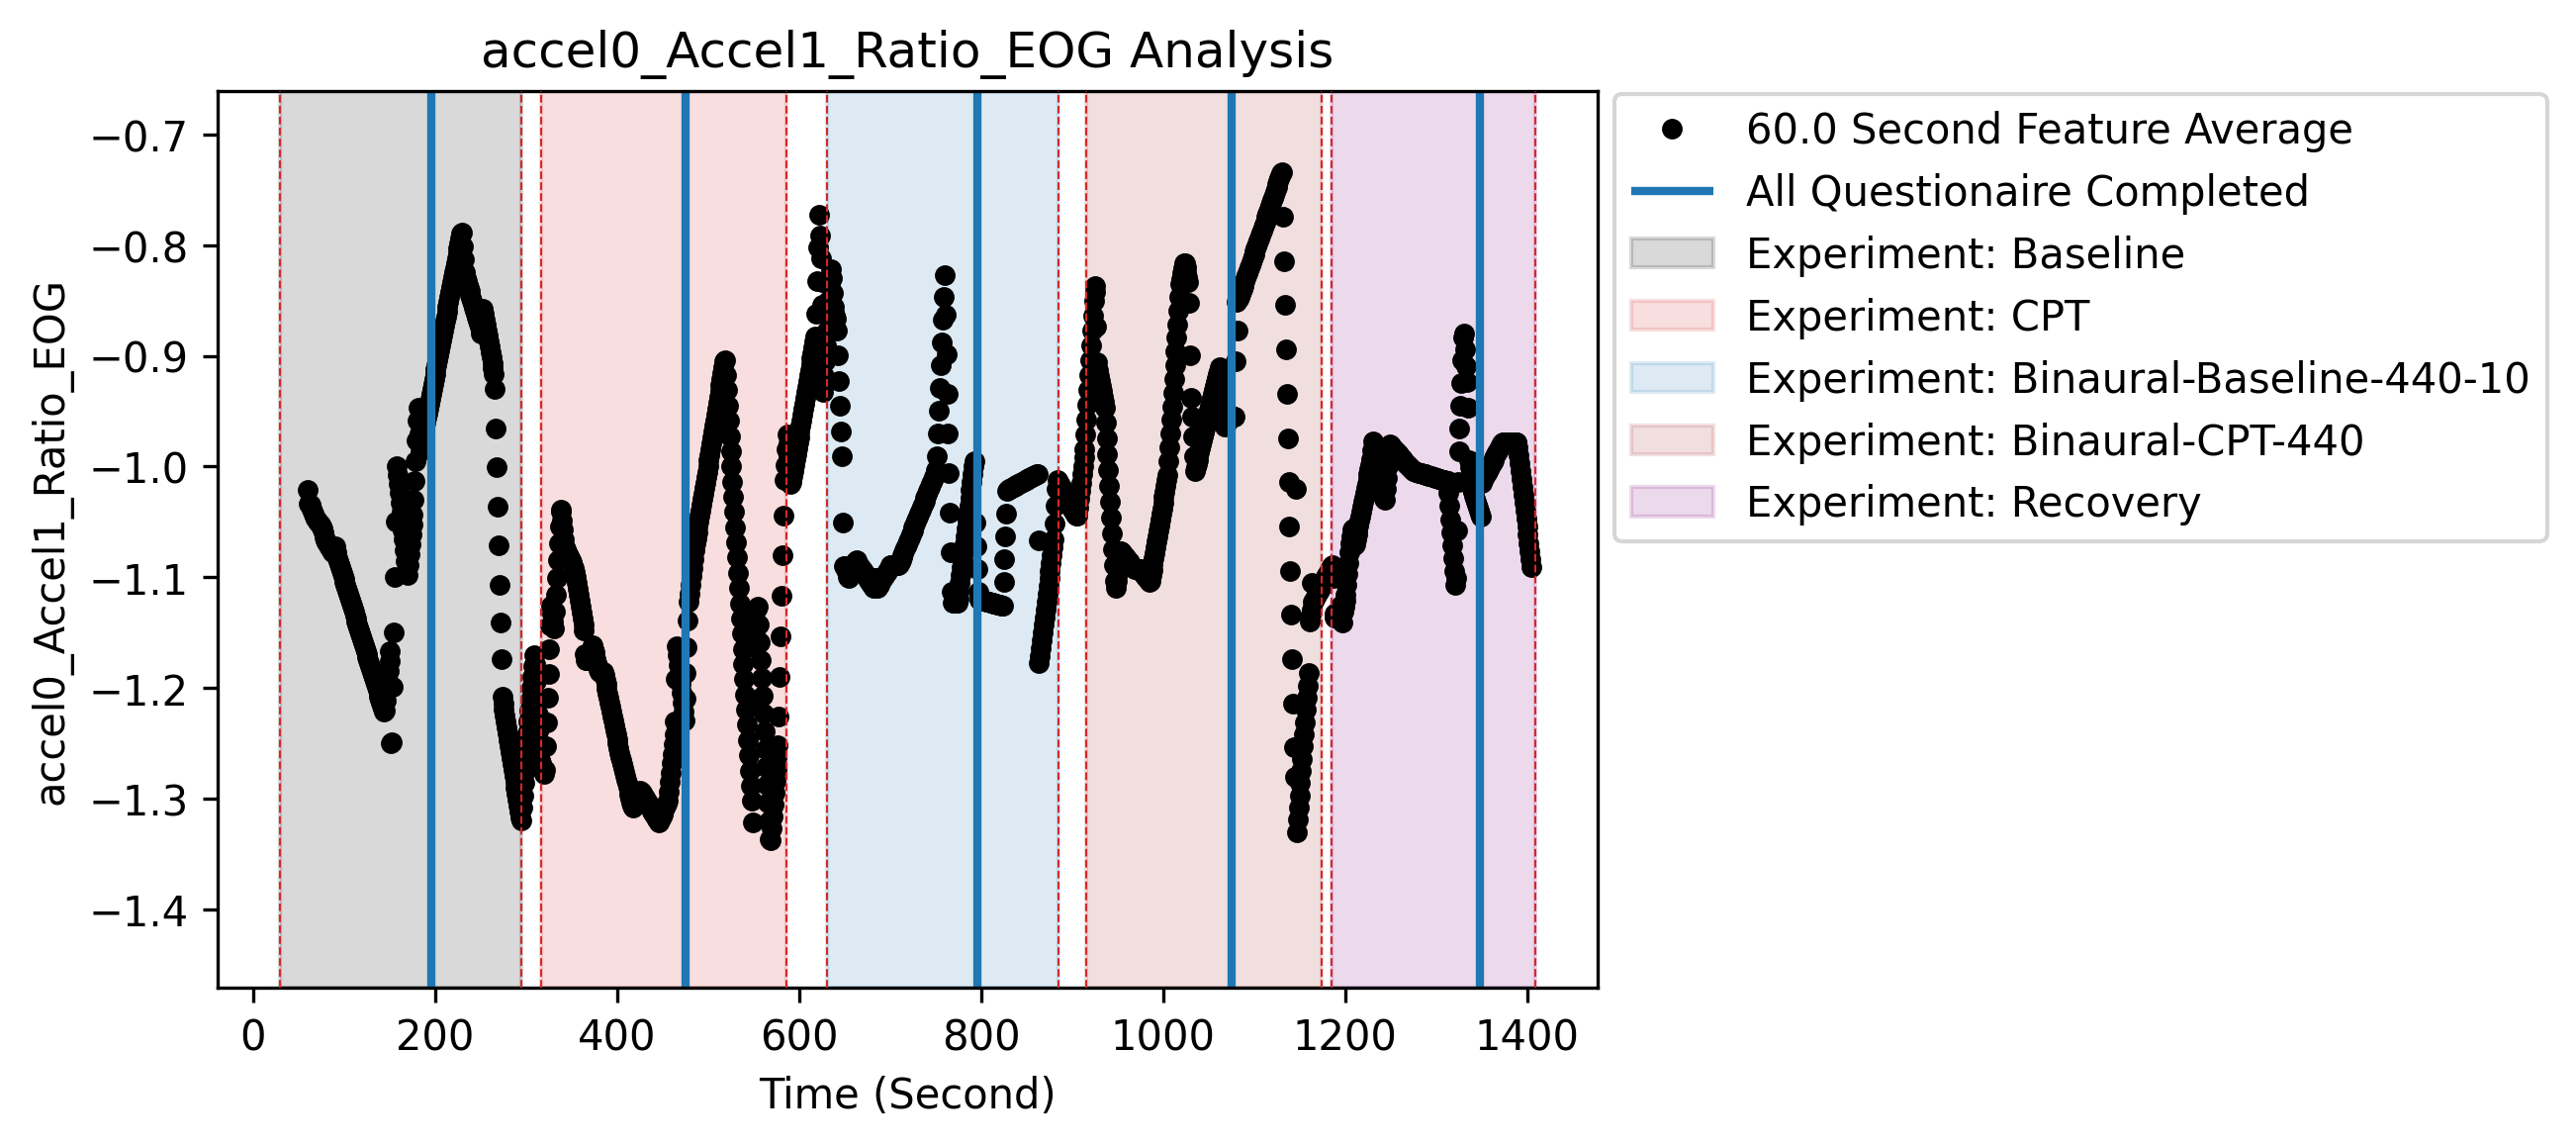 accel0_Accel1_Ratio_EOG Analysis
accel0_Accel1_Ratio_EOG
−0.7
−0.8
−0.9
−1.0
−1.1
−1.2
−1.3
−1.4
0 200 400 600 800 1000 1200 1400
Time (Second)
60.0 Second Feature Average
All Questionaire Completed
Experiment: Baseline
Experiment: CPT
Experiment: Binaural-Baseline-440-10
Experiment: Binaural-CPT-440
Experiment: Recovery